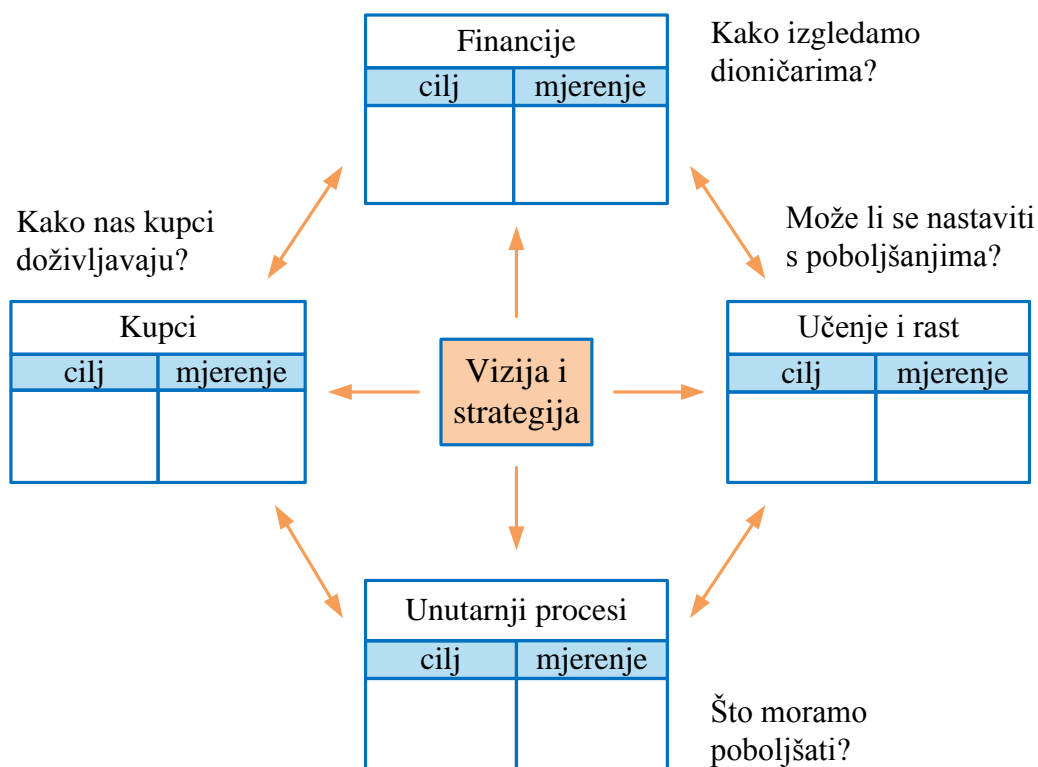 Financije
cilj mjerenje
Kako izgledamo
dioničarima?
Kako nas kupci
doživljavaju?
Može li se nastaviti
s poboljšanjima?
Kupci
cilj mjerenje
Vizija i
strategija
Učenje i rast
cilj mjerenje
Unutarnji procesi
cilj mjerenje
Što moramo
poboljšati?